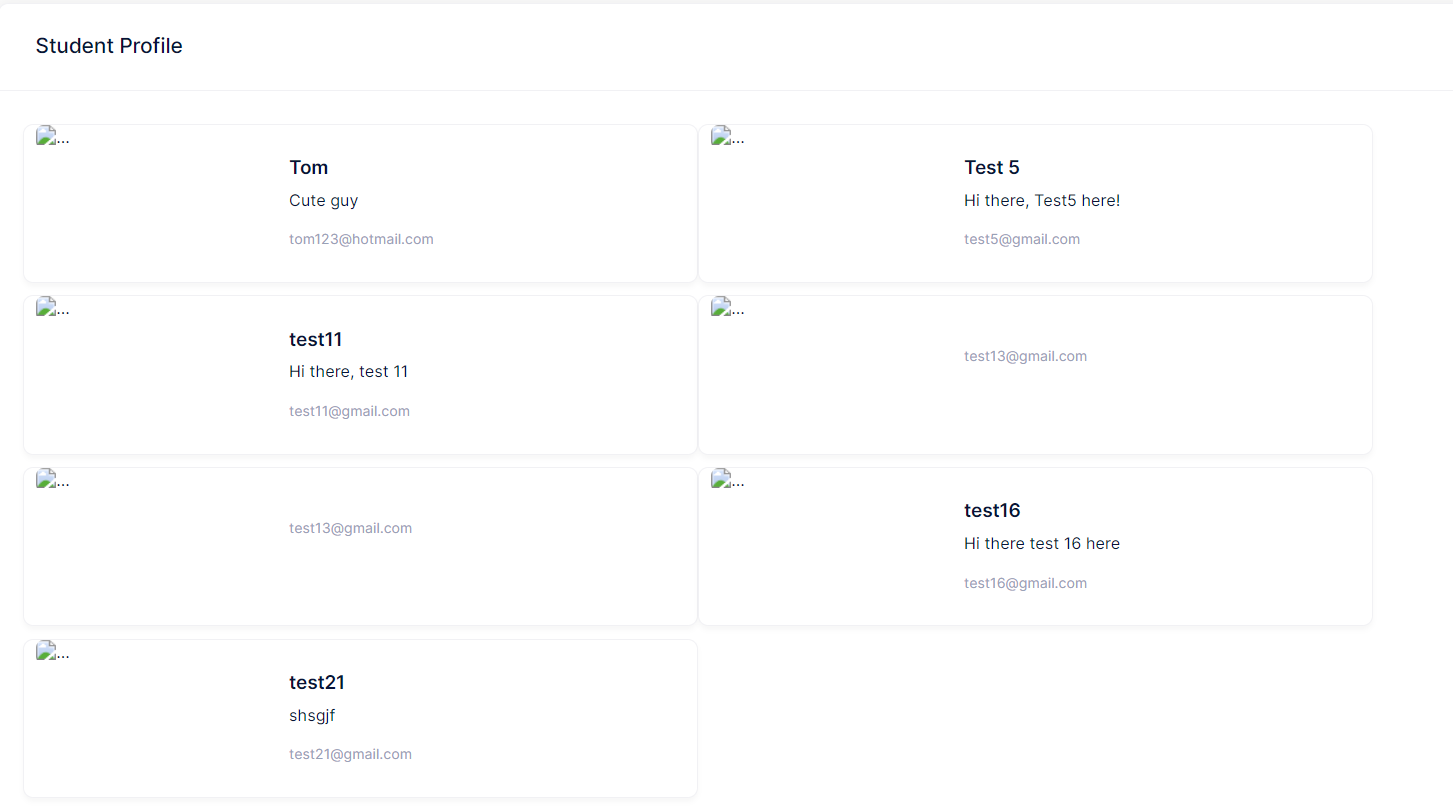 Student Profile
...
Tom
Cute guy
tom123@hotmail.com
...
Test 5
Hi there, Test5 here!
test5@gmail.com
...
test11
Hi there, test 11
test11@gmail.com
...
test13@gmail.com
...
test13@gmail.com
...
test16
Hi there test 16 here
test16@gmail.com
...
test21
shsgjf
test21@gmail.com